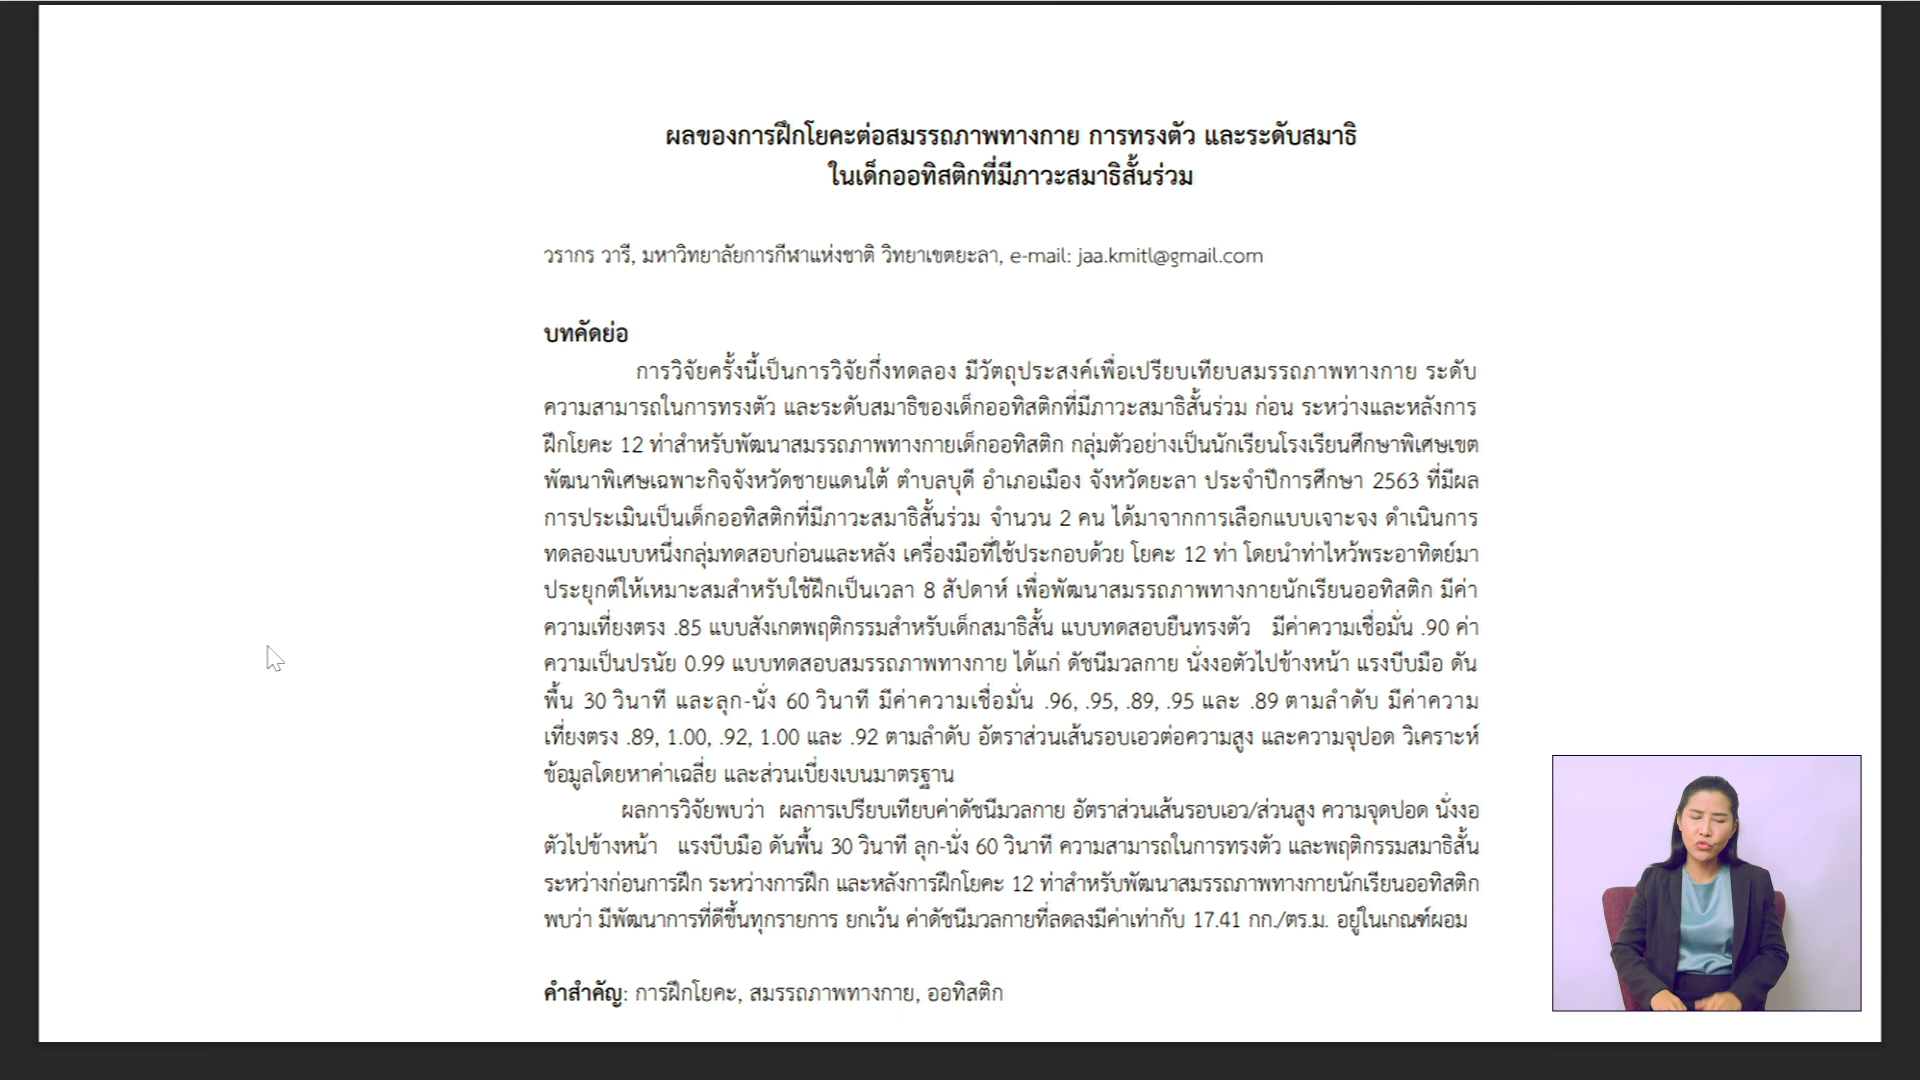 ผลของการฝึกโยคะต่อสมรรถภาพทางกาย การทรงตัว และระดับสมาธิ
ในเด็กออทิสติกที่มีภาวะสมาธิสั้นร่วม
วรากร วารี, มหาวิทยาลัยการกีฬาแห่งชาติ วิทยาเขตยะลา, e-mail: jaa.kmitl@gmail.com
บทคัดย่อ
การวิจัยครั้งนี้เป็นการวิจัยกึ่งทดลอง มีวัตถุประสงค์เพื่อเปรียบเทียบสมรรถภาพทางกาย ระดับ
ความสามารถในการทรงตัว และระดับสมาธิของเด็กออทิสติกที่มีภาวะสมาธิสั้นร่วม ก่อน ระหว่างและหลังการ
ฝึกโยคะ 12 ท่าสำหรับพัฒนาสมรรถภาพทางกายเด็กออทิสติก กลุ่มตัวอย่างเป็นนักเรียนโรงเรียนศึกษาพิเศษเขต
พัฒนาพิเศษเฉพาะกิจจังหวัดชายแดนใต้ ตำบลบุดี อำเภอเมือง จังหวัดยะลา ประจำปีการศึกษา 2563 ที่มีผล
การประเมินเป็นเด็กออทิสติกที่มีภาวะสมาธิสั้นร่วม จำนวน 2 คน ได้มาจากการเลือกแบบเจาะจง ดำเนินการ
ทดลองแบบหนึ่งกลุ่มทดสอบก่อนและหลัง เครื่องมือที่ใช้ประกอบด้วย โยคะ 12 ท่า โดยนำท่าไหว้พระอาทิตย์มา
ประยุกต์ให้เหมาะสมสำหรับใช้ฝึกเป็นเวลา 8 สัปดาห์ เพื่อพัฒนาสมรรถภาพทางกายนักเรียนออทิสติก มีค่า
ความเที่ยงตรง .85 แบบสังเกตพฤติกรรมสำหรับเด็กสมาธิสั้น แบบทดสอบยืนทรงตัว มีค่าความเชื่อมั่น .90 ค่า
ความเป็นปรนัย 0.99 แบบทดสอบสมรรถภาพทางกาย ได้แก่ ดัชนีมวลกาย นั่งงอตัวไปข้างหน้า แรงบีบมือ ดัน
พื้น 30 วินาที และลุก-นั่ง 60 วินาที มีค่าความเชื่อมั่น .96, .95, .89, .95 และ .89 ตามลำดับ มีค่าความ
เที่ยงตรง .89, 1.00, .92, 1.00 และ .92 ตามลำดับ อัตราส่วนเส้นรอบเอวต่อความสูง และความจุปอด วิเคราะห์
ข้อมูลโดยหาค่าเฉลี่ย และส่วนเบี่ยงเบนมาตรฐาน
ผลการวิจัยพบว่า ผลการเปรียบเทียบค่าดัชนีมวลกาย อัตราส่วนเส้นรอบเอว/ส่วนสูง ความจุดปอด นั่งงอ
ตัวไปข้างหน้า แรงบีบมือ ดันพื้น 30 วินาที ลุก-นั่ง 60 วินาที ความสามารถในการทรงตัว และพฤติกรรมสมาธิสั้น
ระหว่างก่อนการฝึก ระหว่างการฝึก และหลังการฝึกโยคะ 12 ท่าสำหรับพัฒนาสมรรถภาพทางกายนักเรียนออทิสติก
พบว่า มีพัฒนาการที่ดีขึ้นทุกรายการ ยกเว้น ค่าดัชนีมวลกายที่ลดลงมีค่าเท่ากับ 17.41 กก./ตร.ม. อยู่ในเกณฑ์ผอม
คำสำคัญ: การฝึกโยคะ, สมรรถภาพทางกาย, ออทิสติก